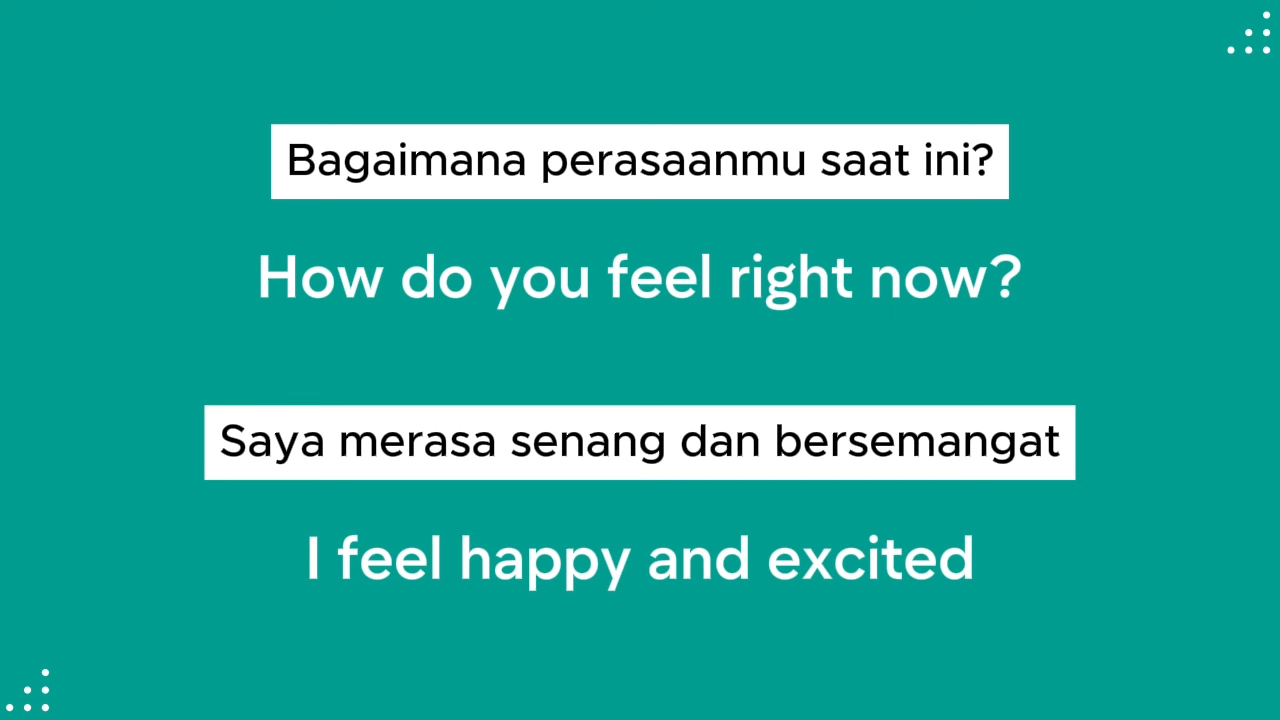 Bagaimana perasaanmu saat ini?
How do you feel right now?
Saya merasa senang dan bersemangat
I feel happy and excited